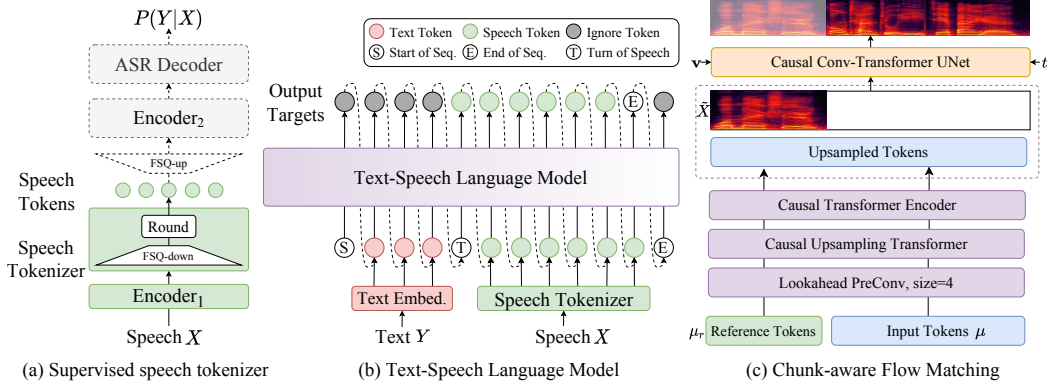 P(Y|X)
ASR Decoder
Encoder₂
FSQ-up
Speech
Tokens
Round
Speech
Tokenizer
FSQ-down
Encoder₁
Speech X
(a) Supervised speech tokenizer
Text Token
Speech Token
Ignore Token
S Start of Seq.
E End of Seq.
T Turn of Speech
Output
Targets
E
Text-Speech Language Model
S
T
E
Text Embed.
Speech Tokenizer
Text Y
Speech X
(b) Text-Speech Language Model
v
Causal Conv-Transformer UNet
t
X̃
Upsampled Tokens
Causal Transformer Encoder
Causal Upsampling Transformer
Lookahead PreConv, size=4
μᵣ
Reference Tokens
Input Tokens μ
(c) Chunk-aware Flow Matching